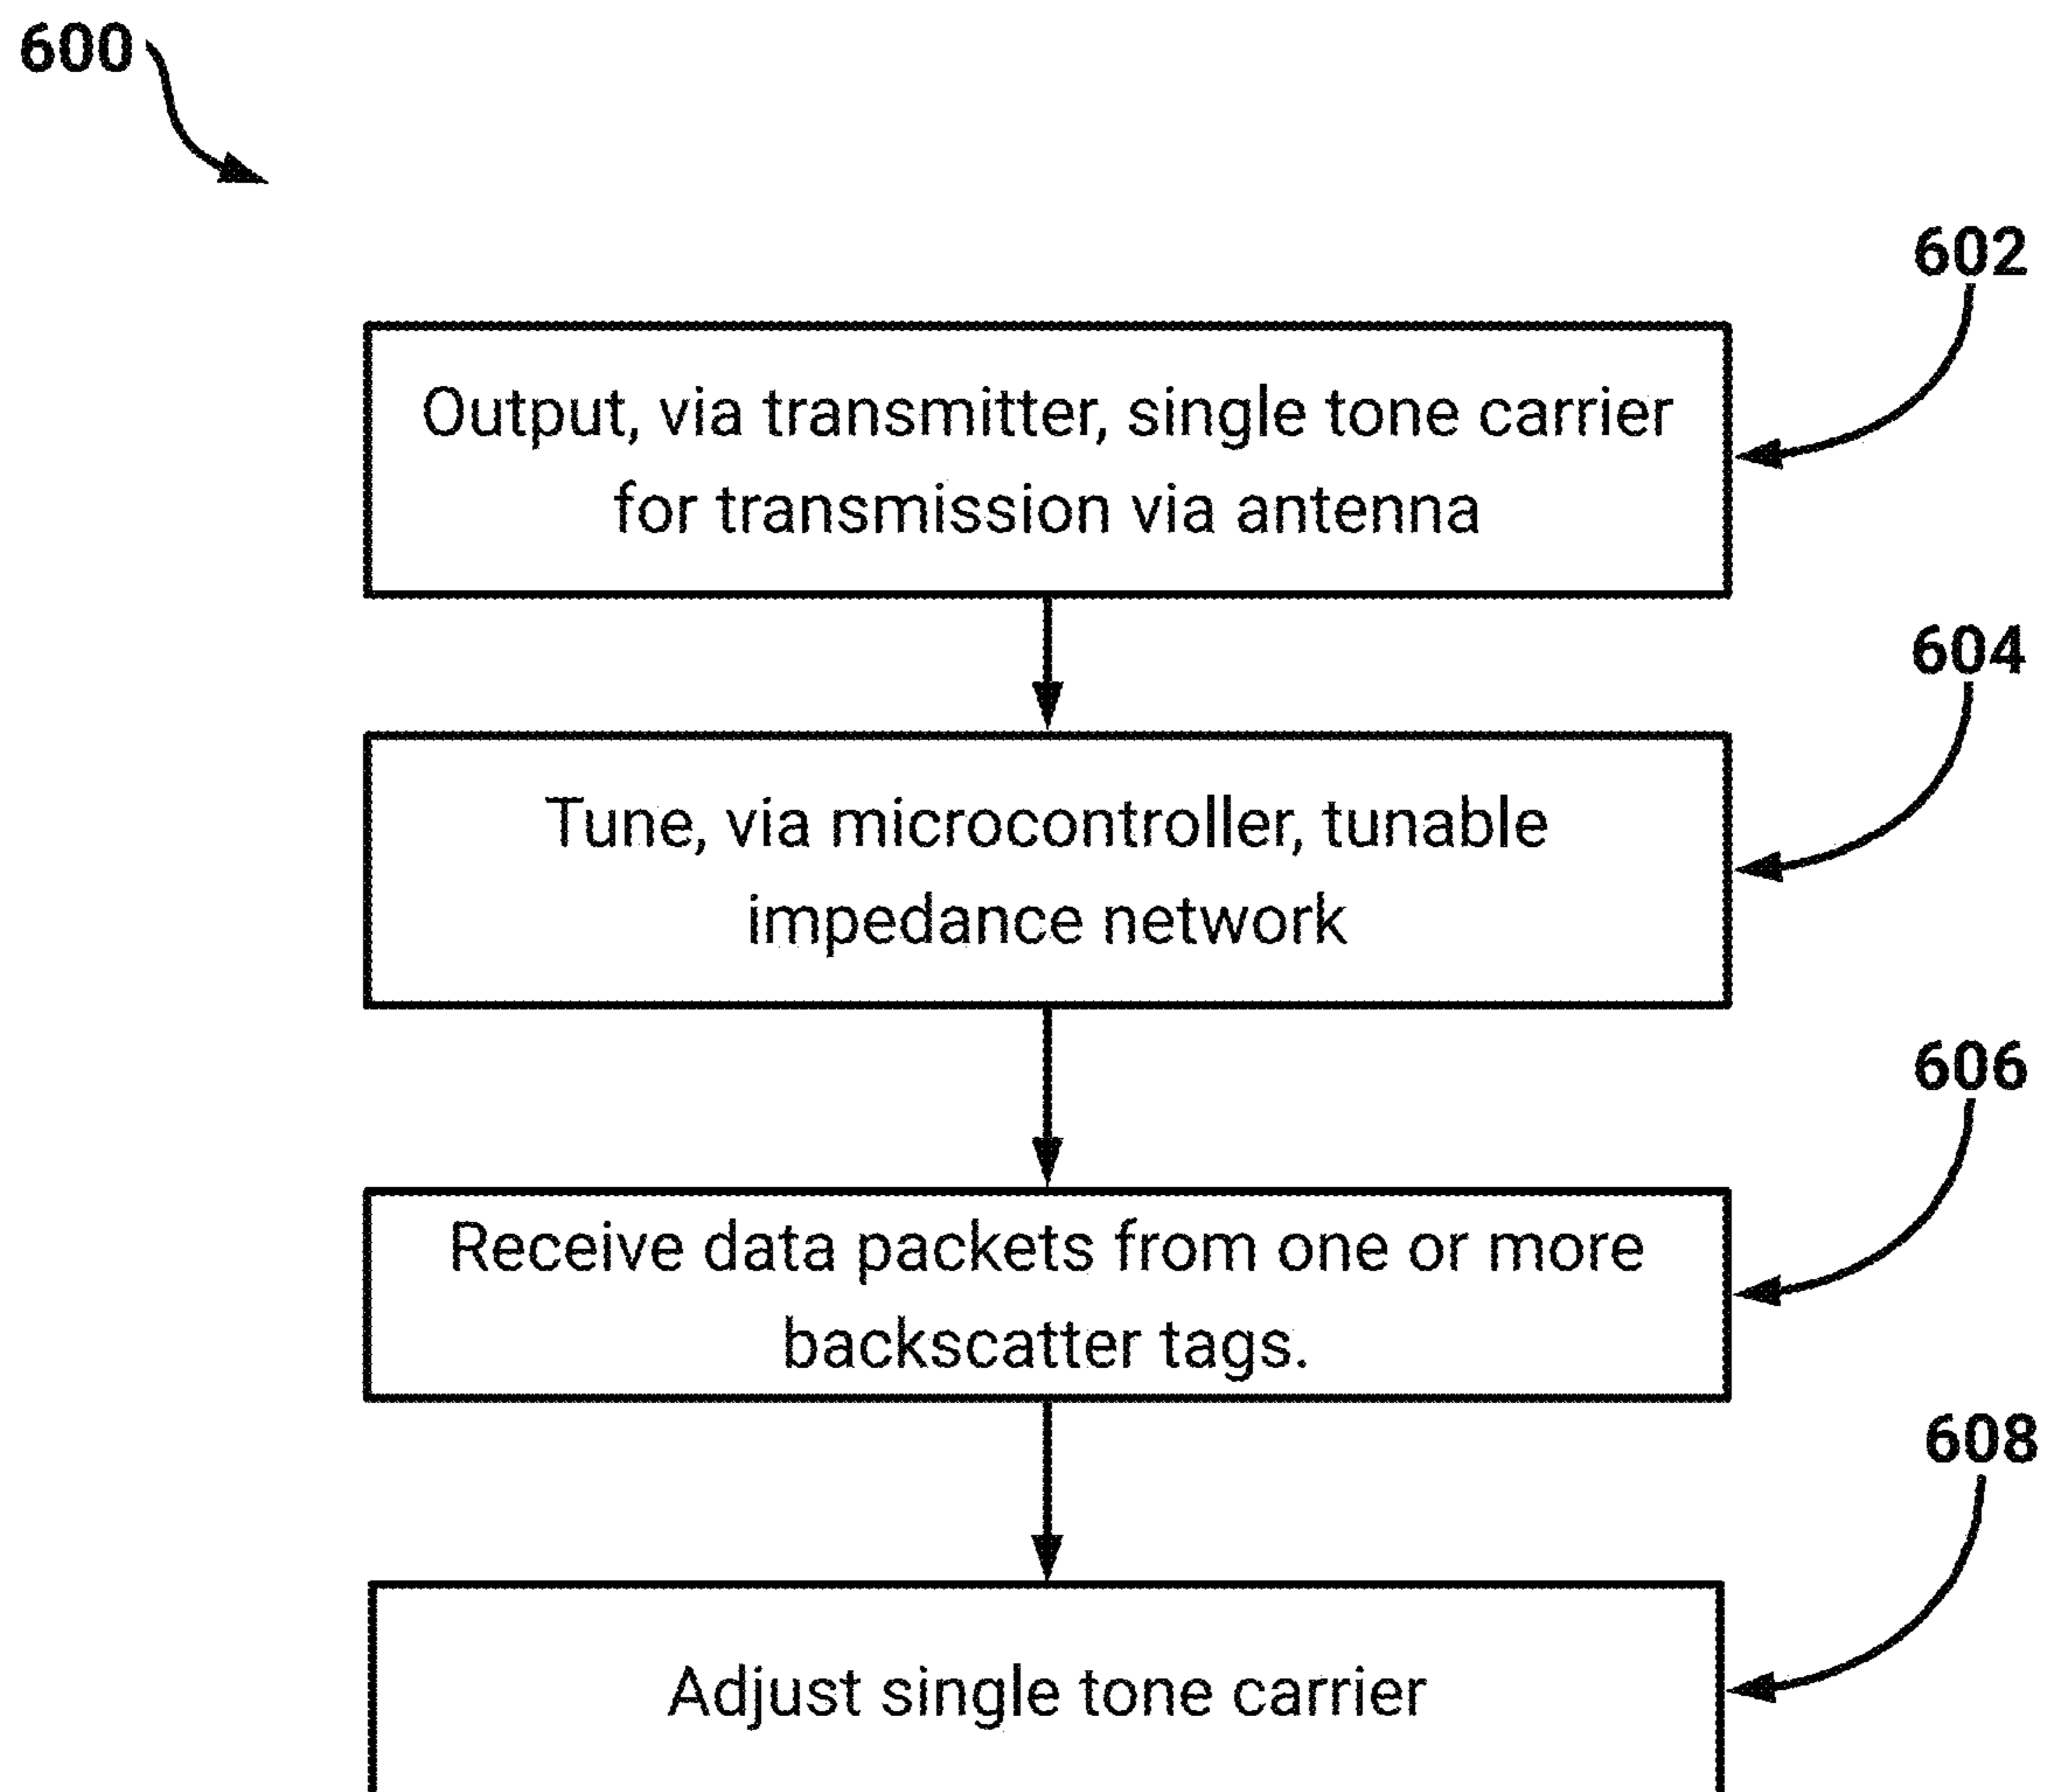 600
602
Output, via transmitter, single tone carrier
for transmission via antenna
604
Tune, via microcontroller, tunable
impedance network
606
Receive data packets from one or more
backscatter tags.
608
Adjust single tone carrier